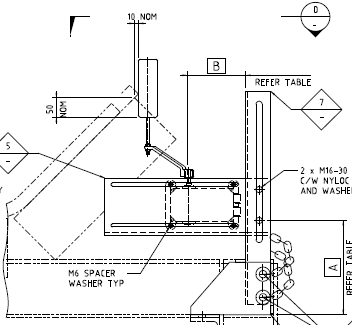 10 NOM
D
-
B
REFER TABLE
50
NOM
7
-
5
-
2 x M16-30
C/W NYLOC
AND WASHE
M6 SPACER
WASHER TYP
A
REFER TABLE